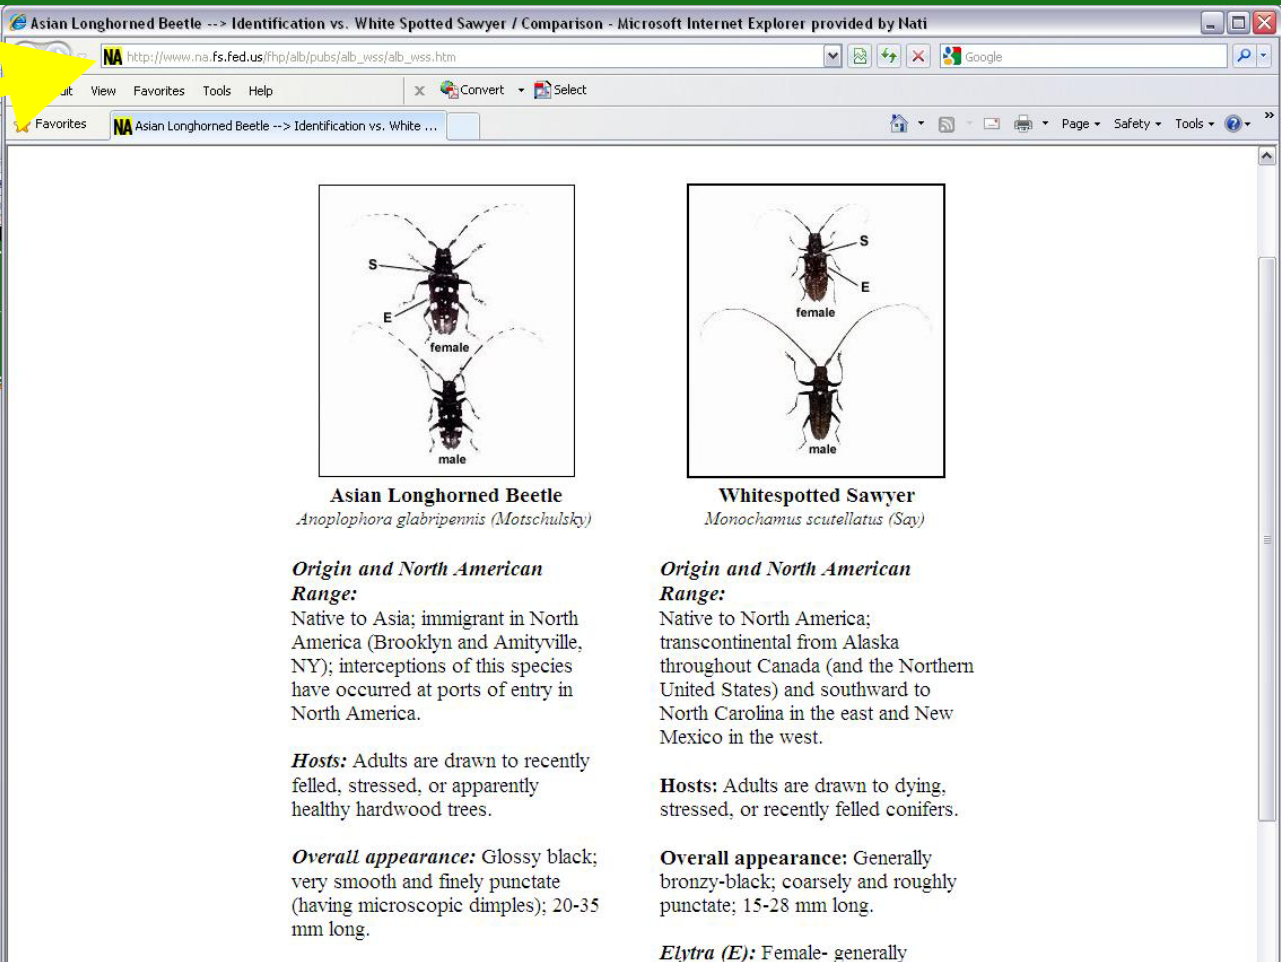 Asian Longhorned Beetle --> Identification vs. White Spotted Sawyer / Comparison - Microsoft Internet Explorer provided by Nati
NA http://www.na.fs.fed.us/fhp/alb/pubs/alb_wss/alb_wss.htm
Google
View Favorites Tools Help
x Convert Select
Favorites
NA Asian Longhorned Beetle --> Identification vs. White ...
Page Safety Tools
S
E
female
male
Asian Longhorned Beetle
Anoplophora glabripennis (Motschulsky)
Origin and North American
Range:
Native to Asia; immigrant in North
America (Brooklyn and Amityville,
NY); interceptions of this species
have occurred at ports of entry in
North America.
Hosts: Adults are drawn to recently
felled, stressed, or apparently
healthy hardwood trees.
Overall appearance: Glossy black;
very smooth and finely punctate
(having microscopic dimples); 20-35
mm long.
S
E
female
male
Whitespotted Sawyer
Monochamus scutellatus (Say)
Origin and North American
Range:
Native to North America;
transcontinental from Alaska
throughout Canada (and the Northern
United States) and southward to
North Carolina in the east and New
Mexico in the west.
Hosts: Adults are drawn to dying,
stressed, or recently felled conifers.
Overall appearance: Generally
bronzy-black; coarsely and roughly
punctate; 15-28 mm long.
Elytra (E): Female- generally